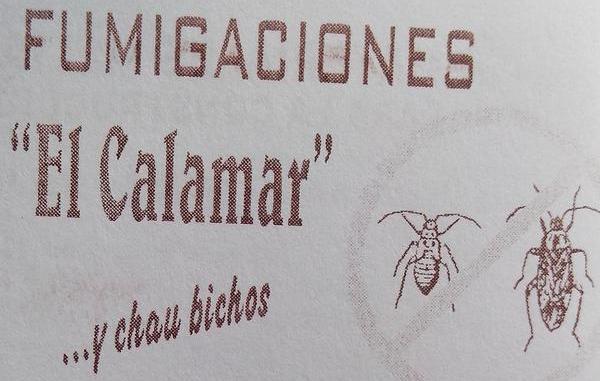 FUMIGACIONES
“El Calamar”
...y chau bichos